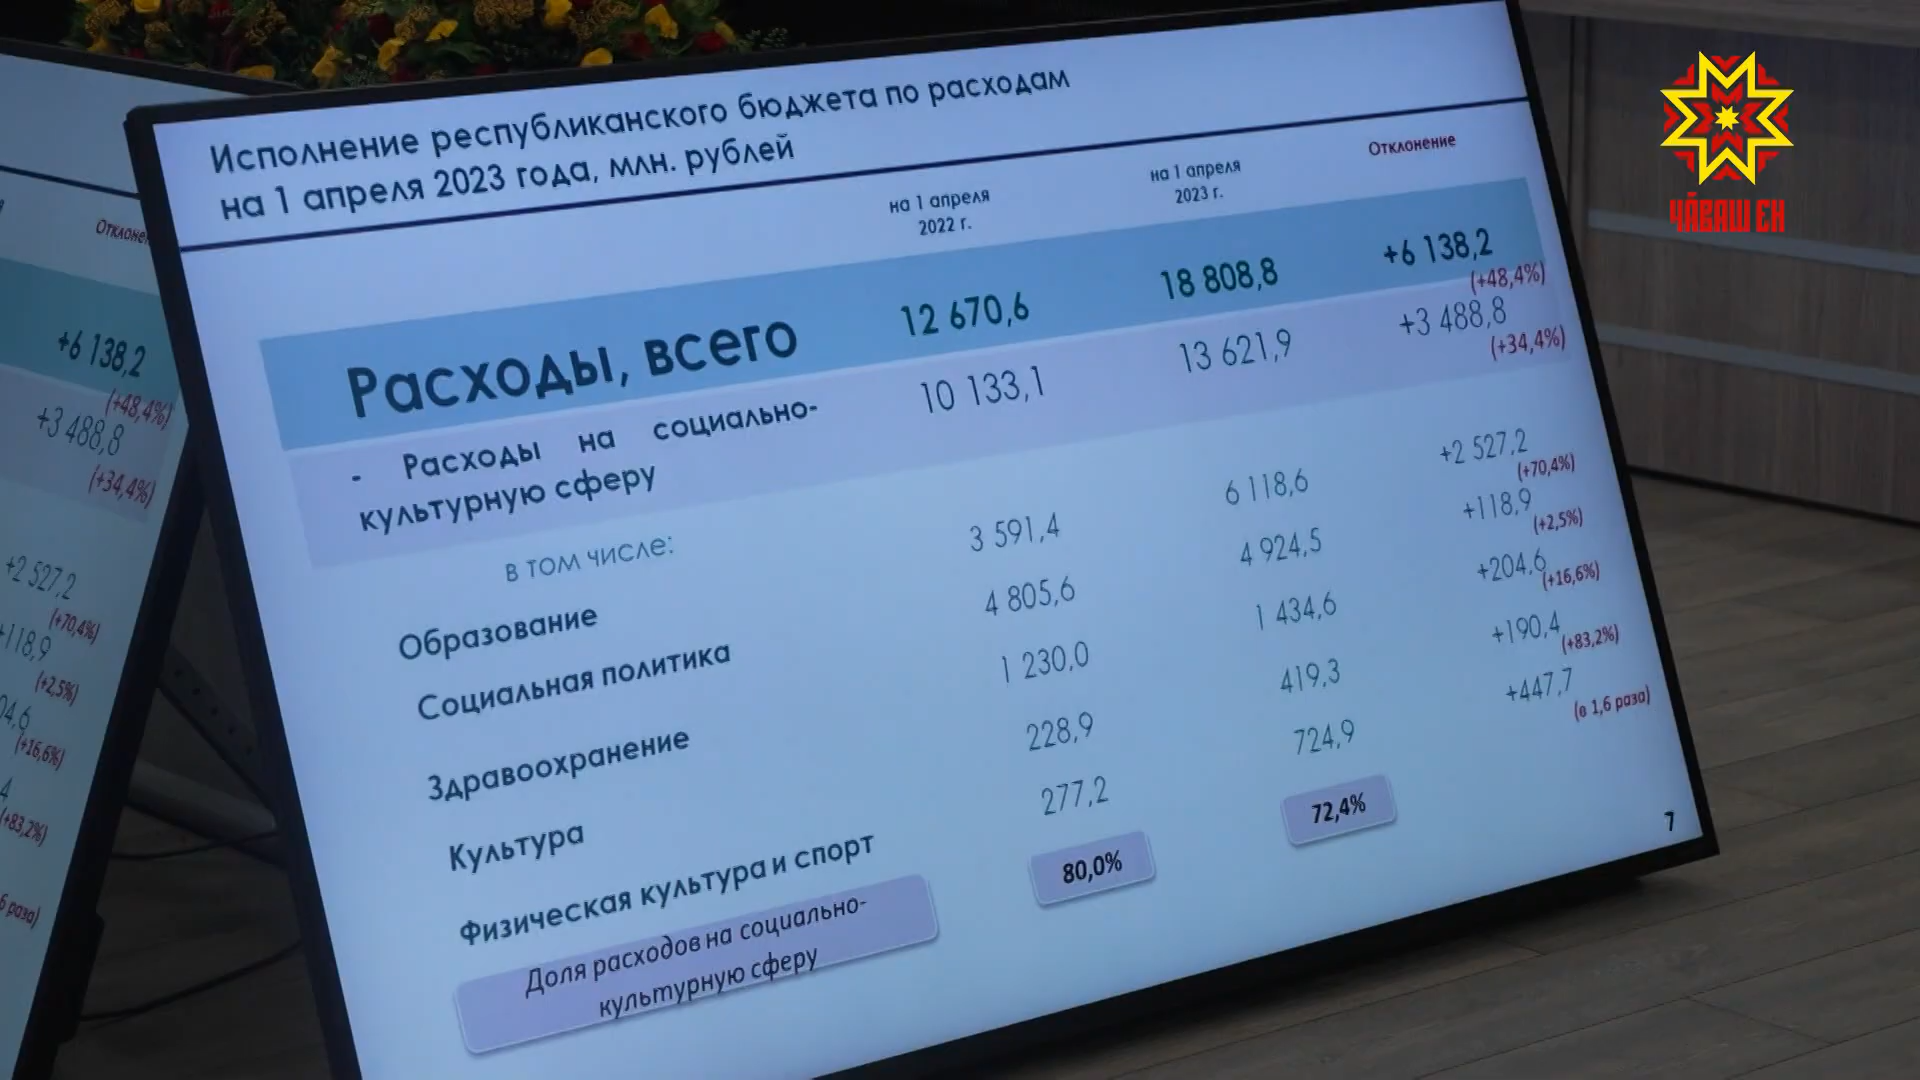 Исполнение республиканского бюджета по расходам
на 1 апреля 2023 года, млн. рублей
на 1 апреля
2022 г.
на 1 апреля
2023 г.
Отклонение
Расходы, всего
12 670,6
18 808,8
+6 138,2
(+48,4%)
- Расходы на социально-
культурную сферу
10 133,1
13 621,9
+3 488,8
(+34,4%)
в том числе:
Образование
3 591,4
6 118,6
+2 527,2
(+70,4%)
Социальная политика
4 805,6
4 924,5
+118,9
(+2,5%)
Здравоохранение
1 230,0
1 434,6
+204,6
(+16,6%)
Культура
228,9
419,3
+190,4
(+83,2%)
Физическая культура и спорт
277,2
724,9
+447,7
(в 1,6 раза)
Доля расходов на социально-
культурную сферу
80,0%
72,4%
7
+6 138,2
(+48,4%)
+3 488,8
(+34,4%)
+2 527,2
(+70,4%)
+118,9
(+2,5%)
(+16,6%)
(+83,2%)
раза)
ЧӐВАШ ЕН